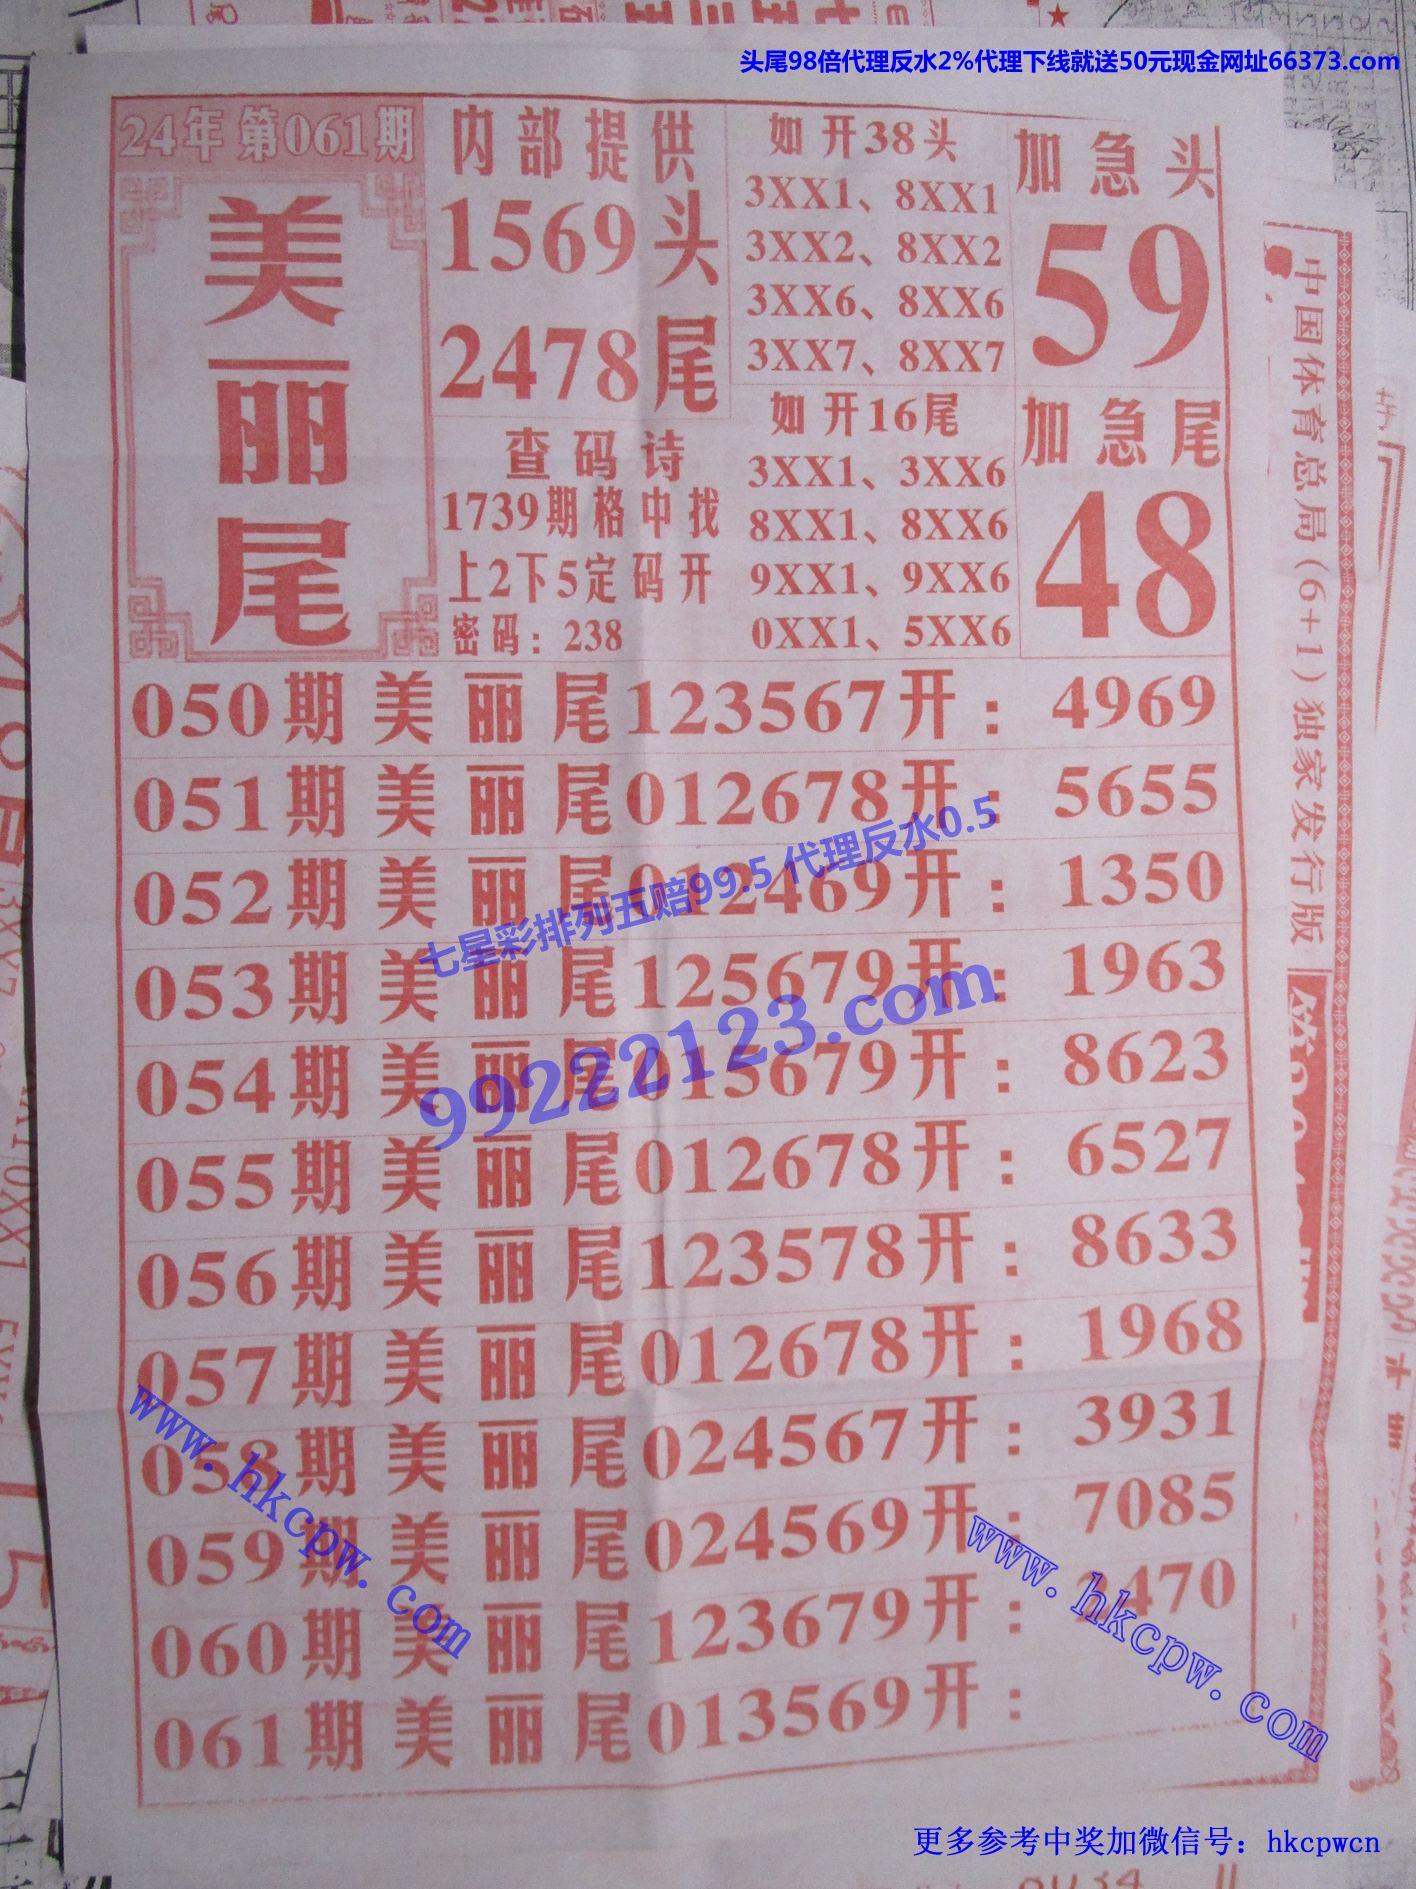 头尾98倍代理反水2%代理下线就送50元现金网址66373.com
24年 第061期
美丽尾
内部提供
1569头
2478尾
查码诗
1739期格中找
上2下5定码开
密码：238
如开38头
3XX1、8XX1
3XX2、8XX2
3XX6、8XX6
3XX7、8XX7
如开16尾
3XX1、3XX6
8XX1、8XX6
9XX1、9XX6
0XX1、5XX6
加急头
59
加急尾
48
050期美丽尾123567开：4969
051期美丽尾012678开：5655
052期美丽尾012469开：1350
053期美丽尾125679开：1963
054期美丽尾015679开：8623
055期美丽尾012678开：6527
056期美丽尾123578开：8633
057期美丽尾012678开：1968
058期美丽尾024567开：3931
059期美丽尾024569开：7085
060期美丽尾123679开：2470
061期美丽尾013569开：
七星彩排列五赔99.5 代理反水0.5
99222123.com
www.hkcpw.com
www.hkcpw.com
中国体育总局(6+1)独家发行版
更多参考中奖加微信号：hkcpwcn